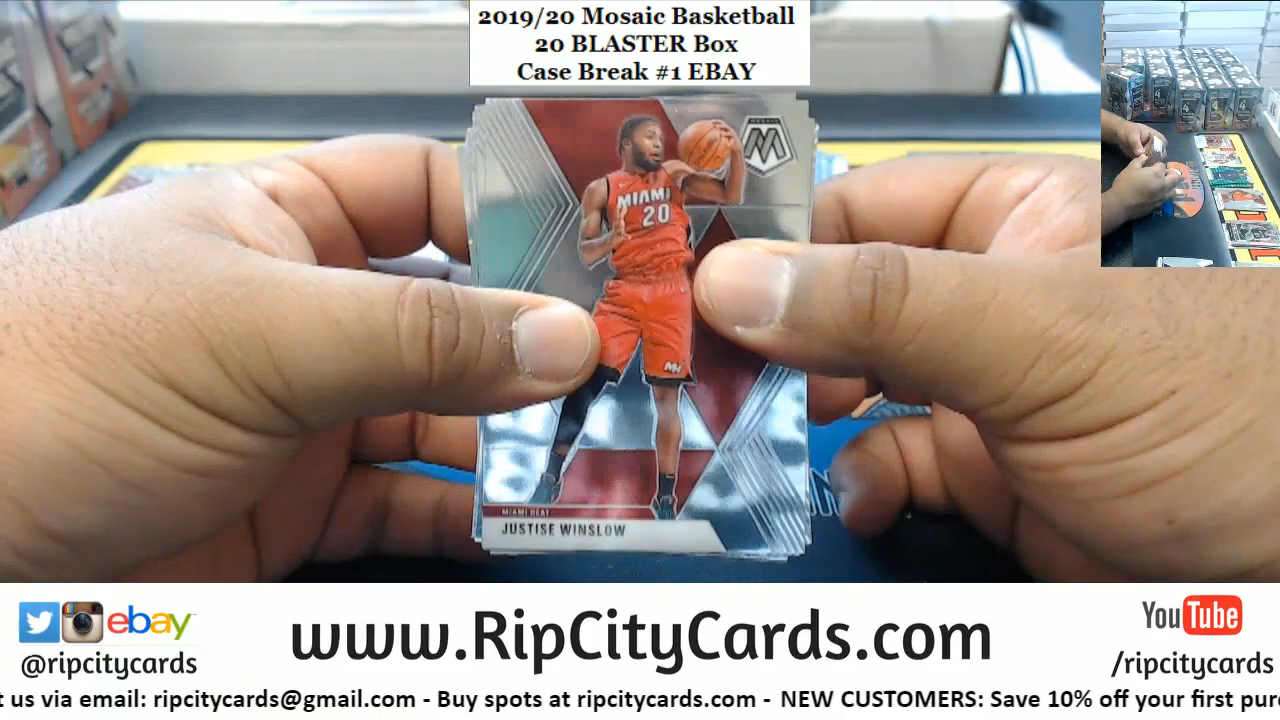 2019/20 Mosaic Basketball
20 BLASTER Box
Case Break #1 EBAY
MOSAIC
M
MIAMI
20
MIAMI HEAT
JUSTISE WINSLOW
ebay
@ripcitycards
www.RipCityCards.com
YouTube
/ripcitycards
t us via email: ripcitycards@gmail.com - Buy spots at ripcitycards.com - NEW CUSTOMERS: Save 10% off your first pur